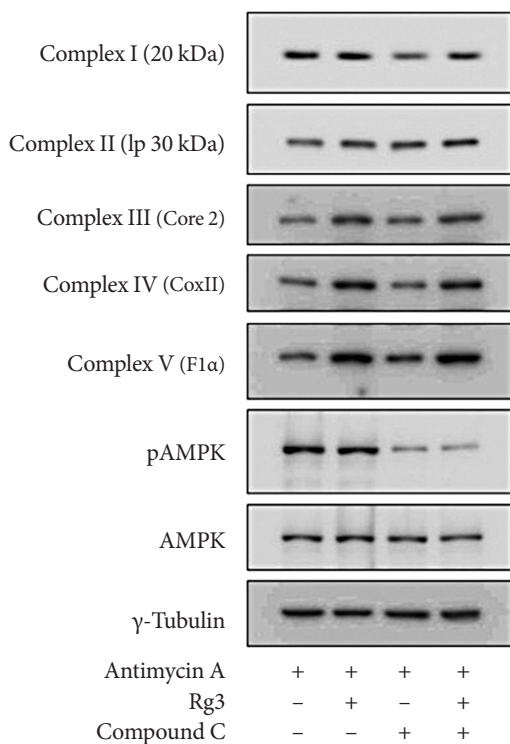 Complex I (20 kDa)
Complex II (lp 30 kDa)
Complex III (Core 2)
Complex IV (CoxII)
Complex V (F1α)
pAMPK
AMPK
γ-Tubulin
Antimycin A + + + +
Rg3 – + – +
Compound C – – + +